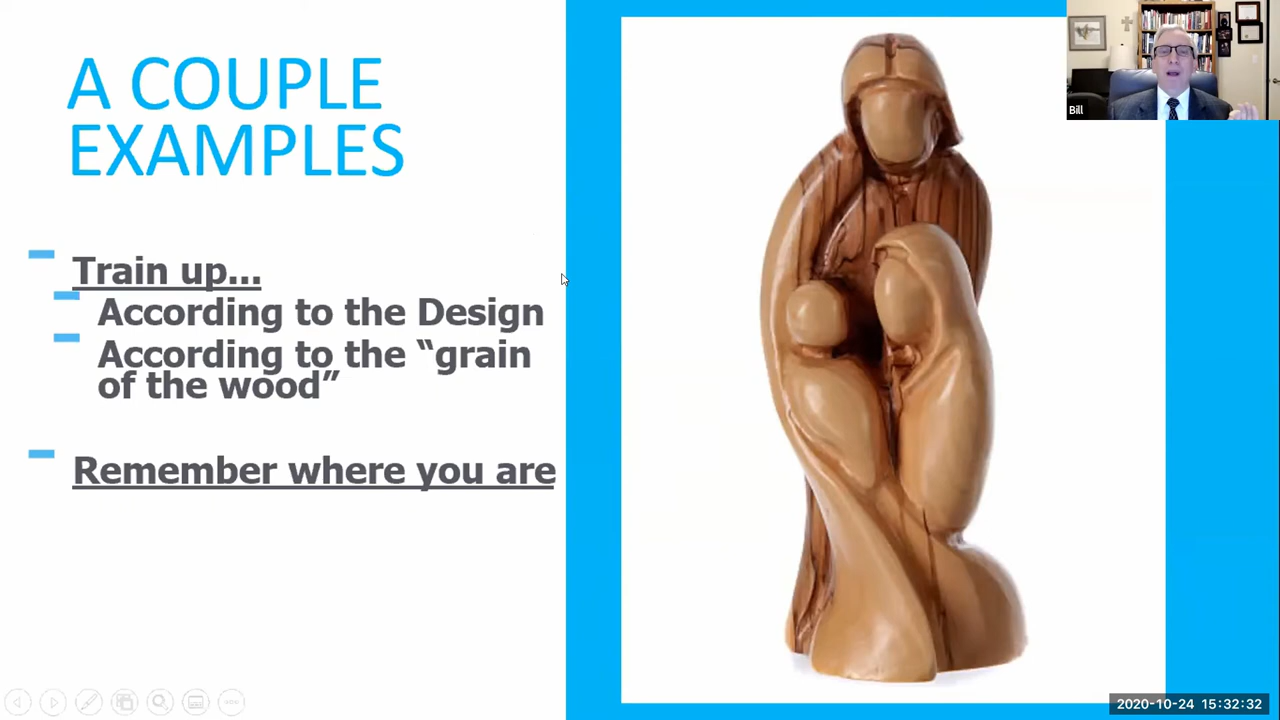 A COUPLE
EXAMPLES
Train up...
According to the Design
According to the “grain
of the wood”
Remember where you are
Bill
2020-10-24 15:32:32